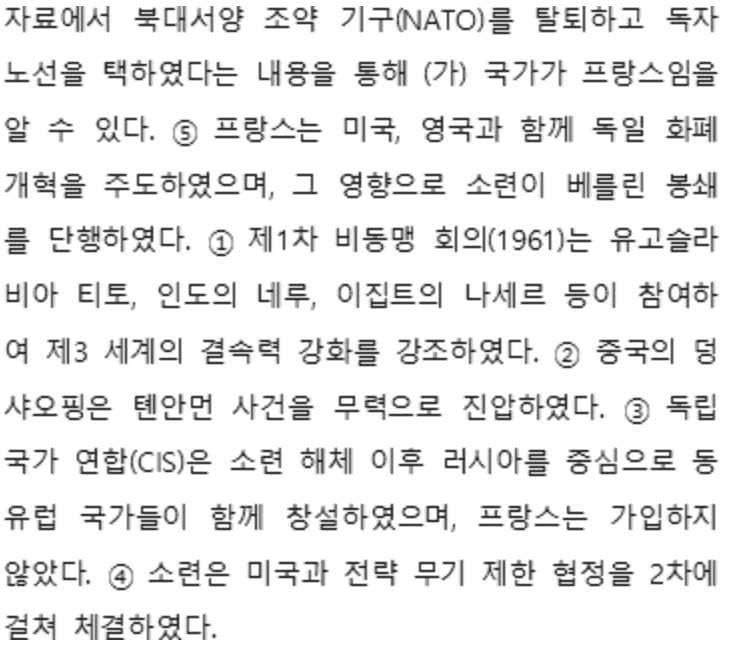 자료에서 북대서양 조약 기구(NATO)를 탈퇴하고 독자
노선을 택하였다는 내용을 통해 (가) 국가가 프랑스임을
알 수 있다. ⑤ 프랑스는 미국, 영국과 함께 독일 화폐
개혁을 주도하였으며, 그 영향으로 소련이 베를린 봉쇄
를 단행하였다. ① 제1차 비동맹 회의(1961)는 유고슬라
비아 티토, 인도의 네루, 이집트의 나세르 등이 참여하
여 제3 세계의 결속력 강화를 강조하였다. ② 중국의 덩
샤오핑은 톈안먼 사건을 무력으로 진압하였다. ③ 독립
국가 연합(CIS)은 소련 해체 이후 러시아를 중심으로 동
유럽 국가들이 함께 창설하였으며, 프랑스는 가입하지
않았다. ④ 소련은 미국과 전략 무기 제한 협정을 2차에
걸쳐 체결하였다.